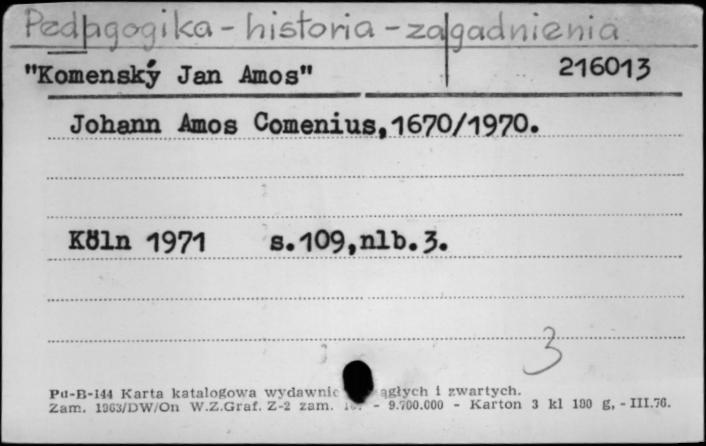 Pedagogika - historia - zagadnienia
"Komenský Jan Amos" 216013
Johann Amos Comenius,1670/1970.
Köln 1971 s.109,nlb.3.
3
Pu-B-144 Karta katalogowa wydawnic ągłych i zwartych.
Zam. 1963/DW/On W.Z.Graf. Z-2 zam. - 9.700.000 - Karton 3 kl 180 g, - III.76.